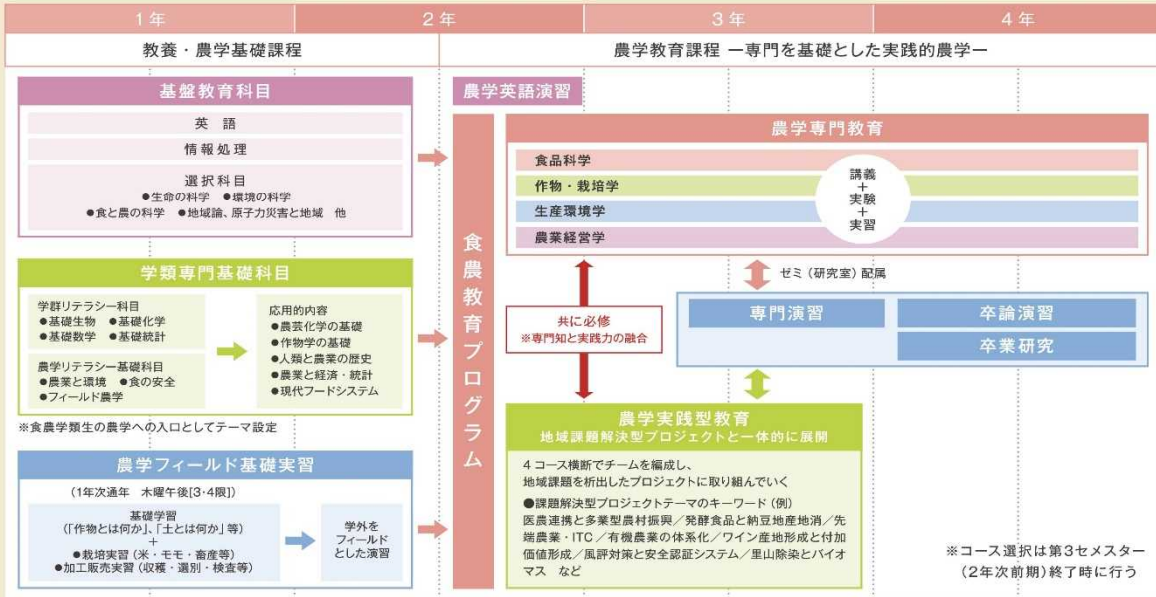 1年
2年
3年
4年
教養・農学基礎課程
農学教育課程 ー専門を基礎とした実践的農学ー
基盤教育科目
英 語
情報処理
選択科目
●生命の科学 ●環境の科学
●食と農の科学 ●地域論、原子力災害と地域 他
学類専門基礎科目
学群リテラシー科目
●基礎生物 ●基礎化学
●基礎数学 ●基礎統計
農学リテラシー基礎科目
●農業と環境 ●食の安全
●フィールド農学
応用的内容
●農芸化学の基礎
●作物学の基礎
●人類と農業の歴史
●農業と経済・統計
●現代フードシステム
※食農学類生の農学への入口としてテーマ設定
農学フィールド基礎実習
(1年次通年 木曜午後[3・4限])
基礎学習
(「作物とは何か」、「土とは何か」等)
+
●栽培実習(米・モモ・畜産等)
●加工販売実習(収穫・選別・検査等)
学外を
フィールド
とした演習
農学英語演習
食農教育プログラム
農学専門教育
食品科学
作物・栽培学
生産環境学
農業経営学
講義
+
実験
+
実習
ゼミ(研究室)配属
共に必修
※専門知と実践力の融合
専門演習
卒論演習
卒業研究
農学実践型教育
地域課題解決型プロジェクトと一体的に展開
4コース横断でチームを編成し、
地域課題を析出したプロジェクトに取り組んでいく
●課題解決型プロジェクトテーマのキーワード(例)
医農連携と多業型農村振興/発酵食品と納豆地産地消/先
端農業・ITC/有機農業の体系化/ワイン産地形成と付加
価値形成/風評対策と安全認証システム/里山除染とバイオ
マス など
※コース選択は第3セメスター
(2年次前期)終了時に行う